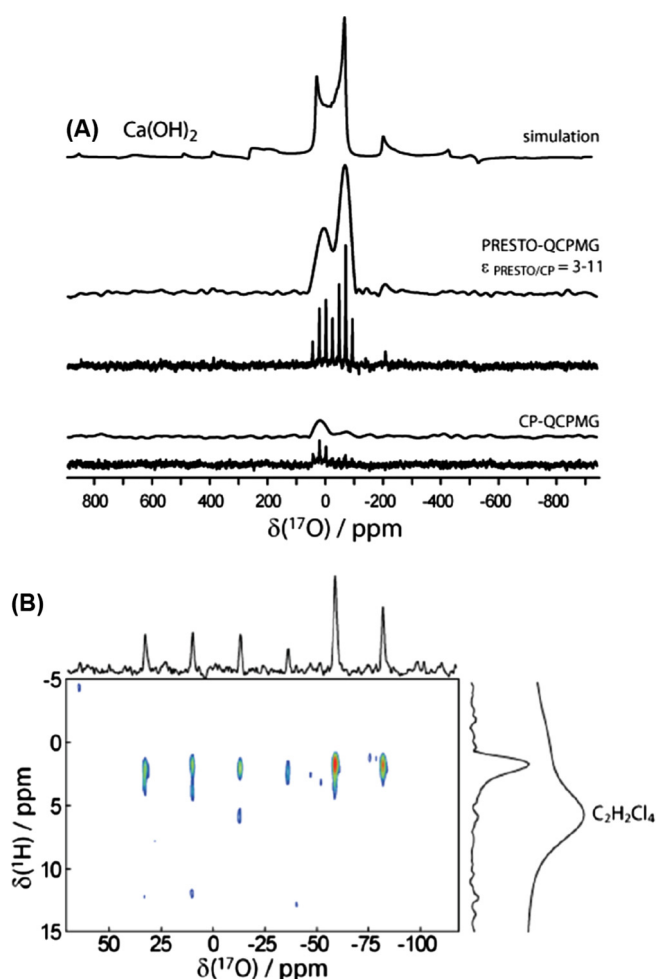 (A) Ca(OH)2
simulation
PRESTO-QCPMG
ε PRESTO/CP = 3-11
CP-QCPMG
800 600 400 200 0 -200 -400 -600 -800
δ(17O) / ppm
(B)
-5
0
5
10
15
δ(1H) / ppm
C2H2Cl4
50 25 0 -25 -50 -75 -100
δ(17O) / ppm